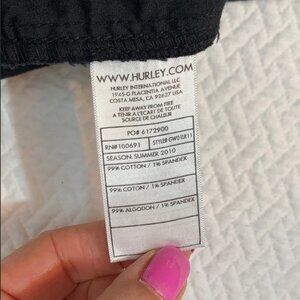 WWW.HURLEY.COM
HURLEY INTERNATIONAL LLC
1945-G PLACENTIA AVENUE
COSTA MESA, CA 92627 USA
KEEP AWAY FROM FIRE
A TENIR A L'ECART DE TOUTE
SOURCE DE CHALEUR
PO# 6172900
RN#100691 STYLE#
SEASON: SUMMER 2010
99% COTTON / 1% SPANDEX
99% COTON / 1% SPANDEX
99% ALGODON / 1% SPANDEX